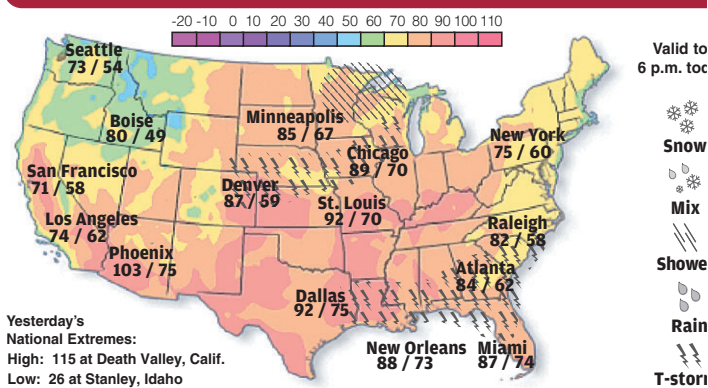 -20 -10 0 10 20 30 40 50 60 70 80 90 100 110
Seattle
73 / 54
Boise
80 / 49
Minneapolis
85 / 67
Chicago
89 / 70
New York
75 / 60
San Francisco
71 / 58
Denver
87 / 59
St. Louis
92 / 70
Los Angeles
74 / 62
Raleigh
82 / 58
Phoenix
103 / 75
Atlanta
84 / 62
Dallas
92 / 75
New Orleans
88 / 73
Miami
87 / 74
Yesterday's
National Extremes:
High: 115 at Death Valley, Calif.
Low: 26 at Stanley, Idaho
Valid to
6 p.m. tod
Snow
Mix
Showe
Rain
T-storm